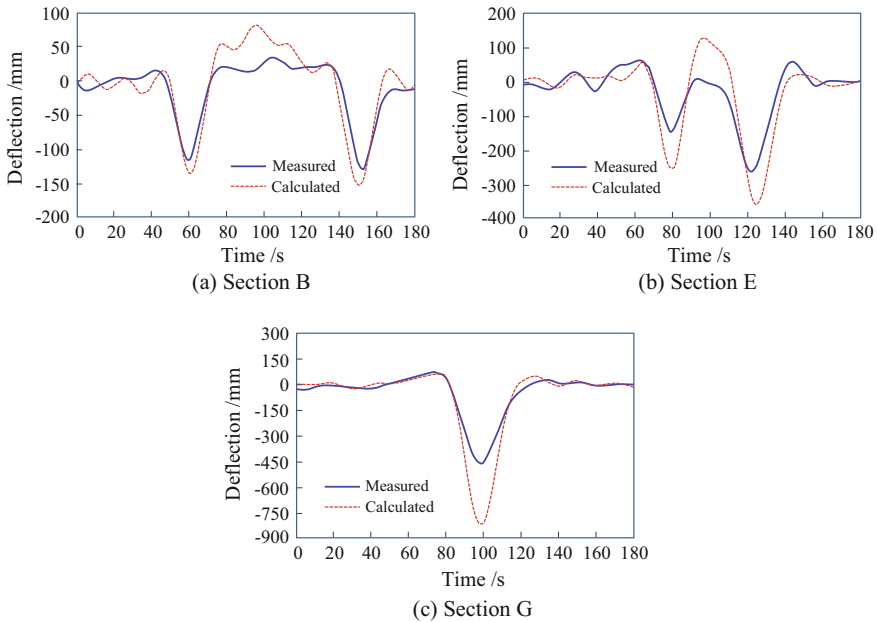 100
50
0
-50
-100
-150
-200
Deflection /mm
Measured
Calculated
0 20 40 60 80 100 120 140 160 180
Time /s
(a) Section B
200
100
0
-100
-200
-300
-400
Deflection /mm
Measured
Calculated
0 20 40 60 80 100 120 140 160 180
Time /s
(b) Section E
300
150
0
-150
-300
-450
-600
-750
-900
Deflection /mm
Measured
Calculated
0 20 40 60 80 100 120 140 160 180
Time /s
(c) Section G